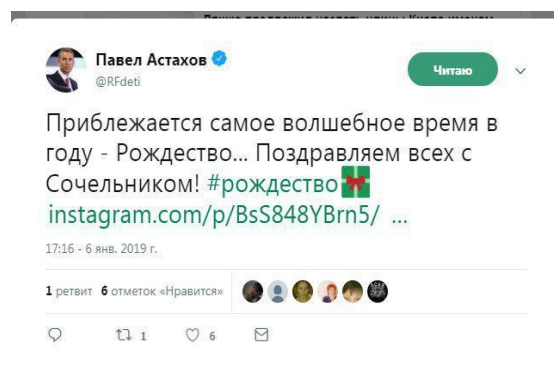 Павел Астахов
@RFdeti
Читаю
Приблежается самое волшебное время в
году - Рождество... Поздравляем всех с
Сочельником! #рождество
instagram.com/p/BsS848YBrn5/ ...
17:16 - 6 янв. 2019 г.
1 ретвит 6 отметок «Нравится»
1 6